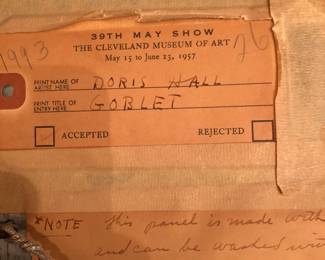 1993
39TH MAY SHOW
26
THE CLEVELAND MUSEUM OF ART
May 15 to June 23, 1957
PRINT NAME OF
ARTIST HERE
DORIS HALL
PRINT TITLE OF
ENTRY HERE
GOBLET
ACCEPTED
REJECTED
*NOTE this panel is made with
and can be washed